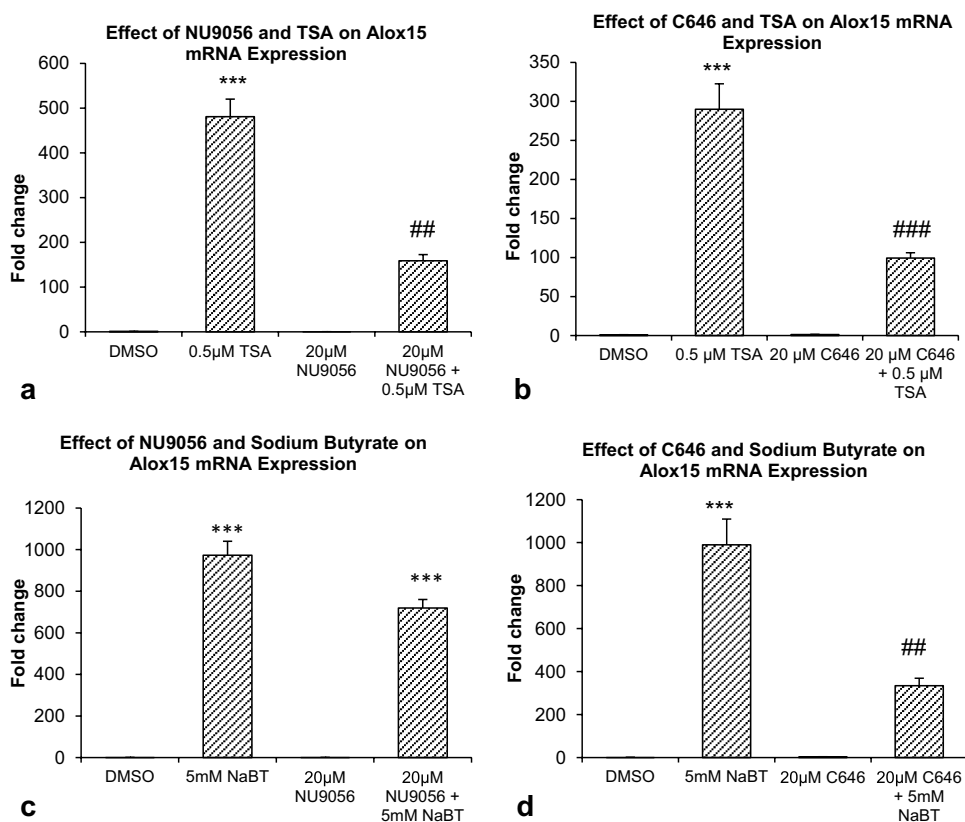 Effect of NU9056 and TSA on Alox15
mRNA Expression
Fold change
600
500
400
300
200
100
0
***
##
DMSO
0.5µM TSA
20µM
NU9056
20µM
NU9056 +
0.5µM TSA
a
Effect of C646 and TSA on Alox15 mRNA
Expression
Fold change
350
300
250
200
150
100
50
0
***
###
DMSO
0.5 µM TSA
20 µM C646
20 µM C646
+ 0.5 µM
TSA
b
Effect of NU9056 and Sodium Butyrate on
Alox15 mRNA Expression
Fold change
1200
1000
800
600
400
200
0
***
***
DMSO
5mM NaBT
20µM
NU9056
20µM
NU9056 +
5mM NaBT
c
Effect of C646 and Sodium Butyrate on
Alox15 mRNA Expression
Fold change
1200
1000
800
600
400
200
0
***
##
DMSO
5mM NaBT
20µM C646
20µM C646
+ 5mM
NaBT
d